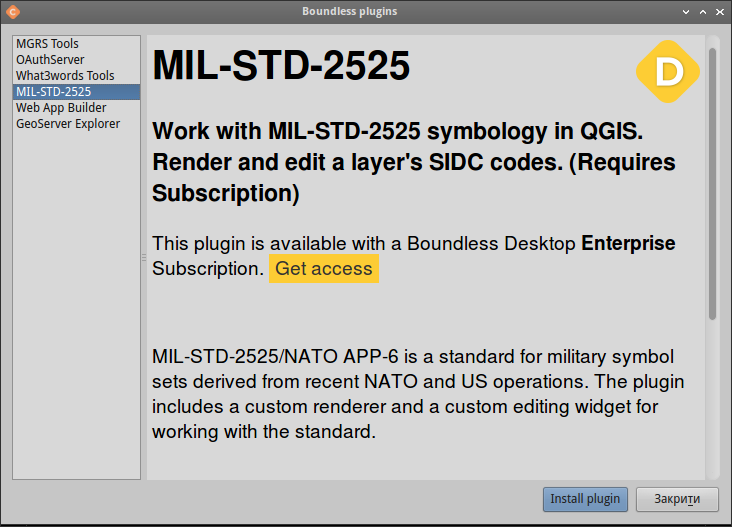 Boundless plugins
MGRS Tools
OAuthServer
What3words Tools
MIL-STD-2525
Web App Builder
GeoServer Explorer
MIL-STD-2525
D
Work with MIL-STD-2525 symbology in QGIS.
Render and edit a layer's SIDC codes. (Requires
Subscription)
This plugin is available with a Boundless Desktop Enterprise
Subscription. Get access
MIL-STD-2525/NATO APP-6 is a standard for military symbol
sets derived from recent NATO and US operations. The plugin
includes a custom renderer and a custom editing widget for
working with the standard.
Install plugin
Закрити